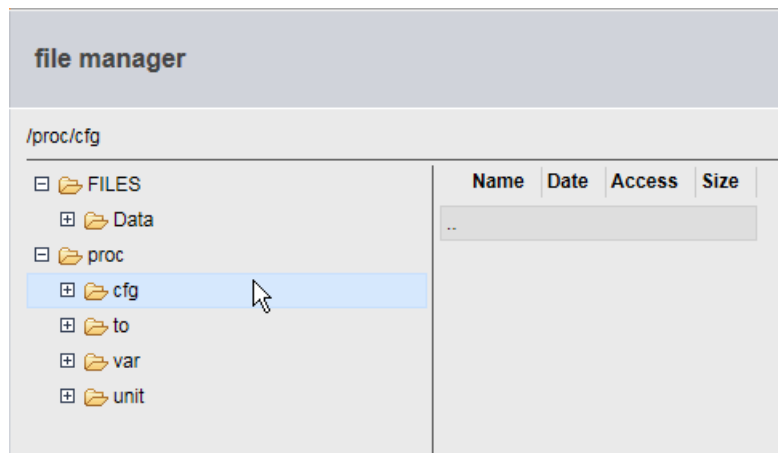 file manager
/proc/cfg
FILES
Data
proc
cfg
to
var
unit
Name Date Access Size
..